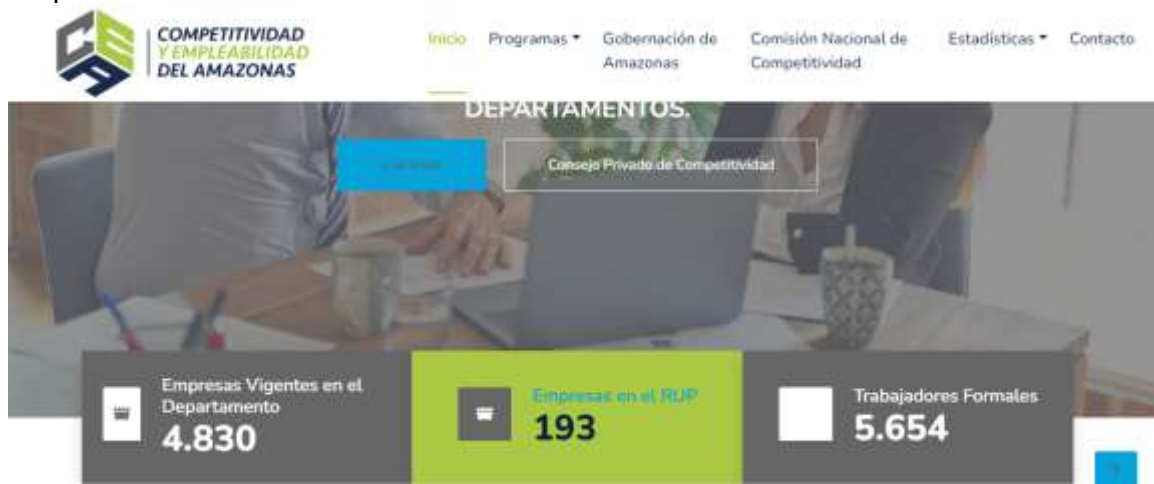 CEA
COMPETITIVIDAD
Y EMPLEABILIDAD
DEL AMAZONAS
Inicio
Programas
Gobernación de
Amazonas
Comisión Nacional de
Competitividad
Estadísticas
Contacto
DEPARTAMENTOS.
Consejo Privado de Competitividad
Empresas Vigentes en el
Departamento
4.830
Empresas en el RUP
193
Trabajadores Formales
5.654